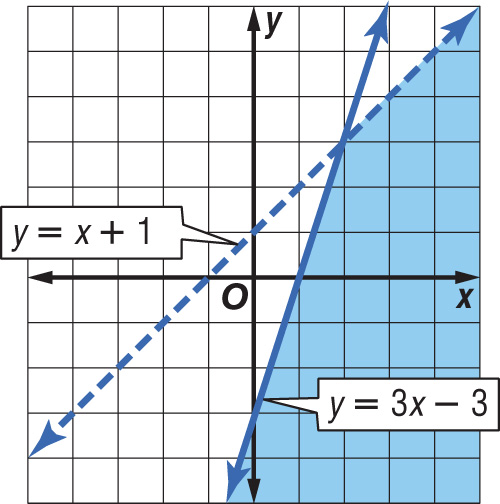 y
y = x + 1
O
x
y = 3x − 3